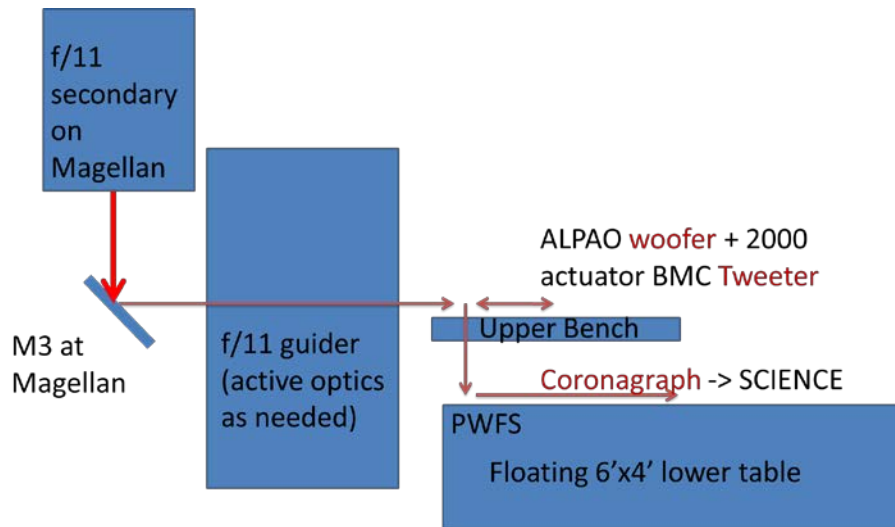 f/11
secondary
on
Magellan
M3 at
Magellan
f/11 guider
(active optics
as needed)
ALPAO woofer + 2000
actuator BMC Tweeter
Upper Bench
Coronagraph -> SCIENCE
PWFS
Floating 6’x4’ lower table